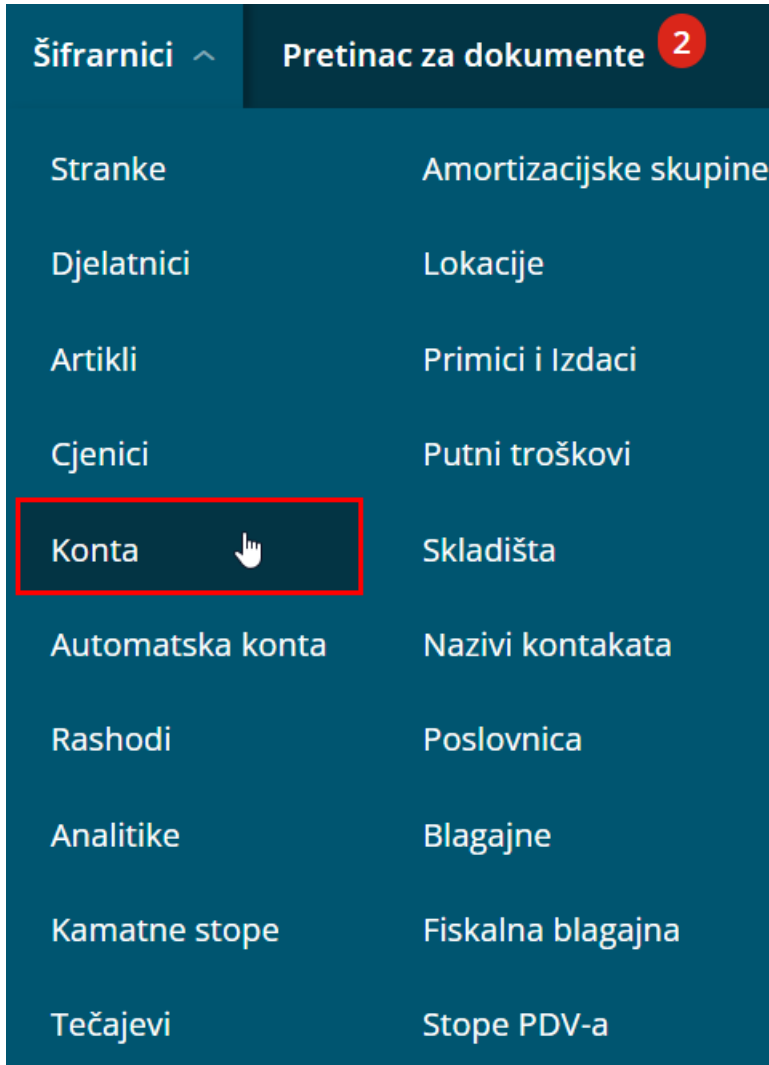 Šifrarnici
Pretinac za dokumente 2
Stranke
Djelatnici
Artikli
Cjenici
Konta
Automatska konta
Rashodi
Analitike
Kamatne stope
Tečajevi
Amortizacijske skupine
Lokacije
Primici i Izdaci
Putni troškovi
Skladišta
Nazivi kontakata
Poslovnica
Blagajne
Fiskalna blagajna
Stope PDV-a